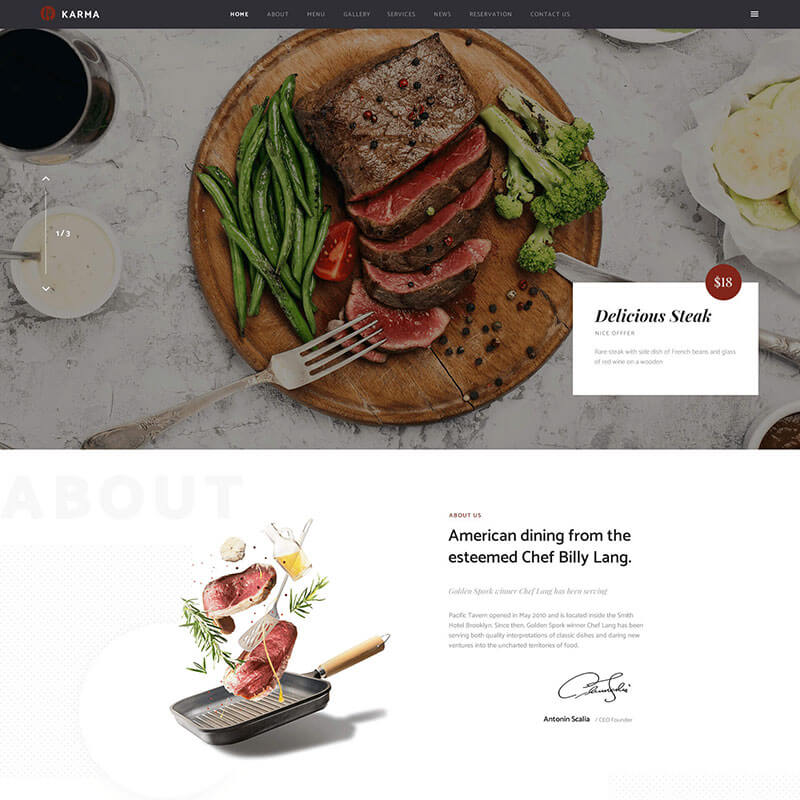 KARMA
HOME ABOUT MENU GALLERY SERVICES NEWS RESERVATION CONTACT US
1/3
$18
Delicious Steak
NICE OFFFER
Rare steak with side dish of French beans and glass
of red wine on a wooden
ABOUT
ABOUT US
American dining from the
esteemed Chef Billy Lang.
Golden Spork winner Chef Lang has been serving
Pacific Tavern opened in May 2010 and is located inside the Smith
Hotel Brooklyn. Since then, Golden Spork winner Chef Lang has been
serving both quality interpretations of classic dishes and daring new
ventures into the uncharted territories of food.
Antonin Scalia / CEO Founder